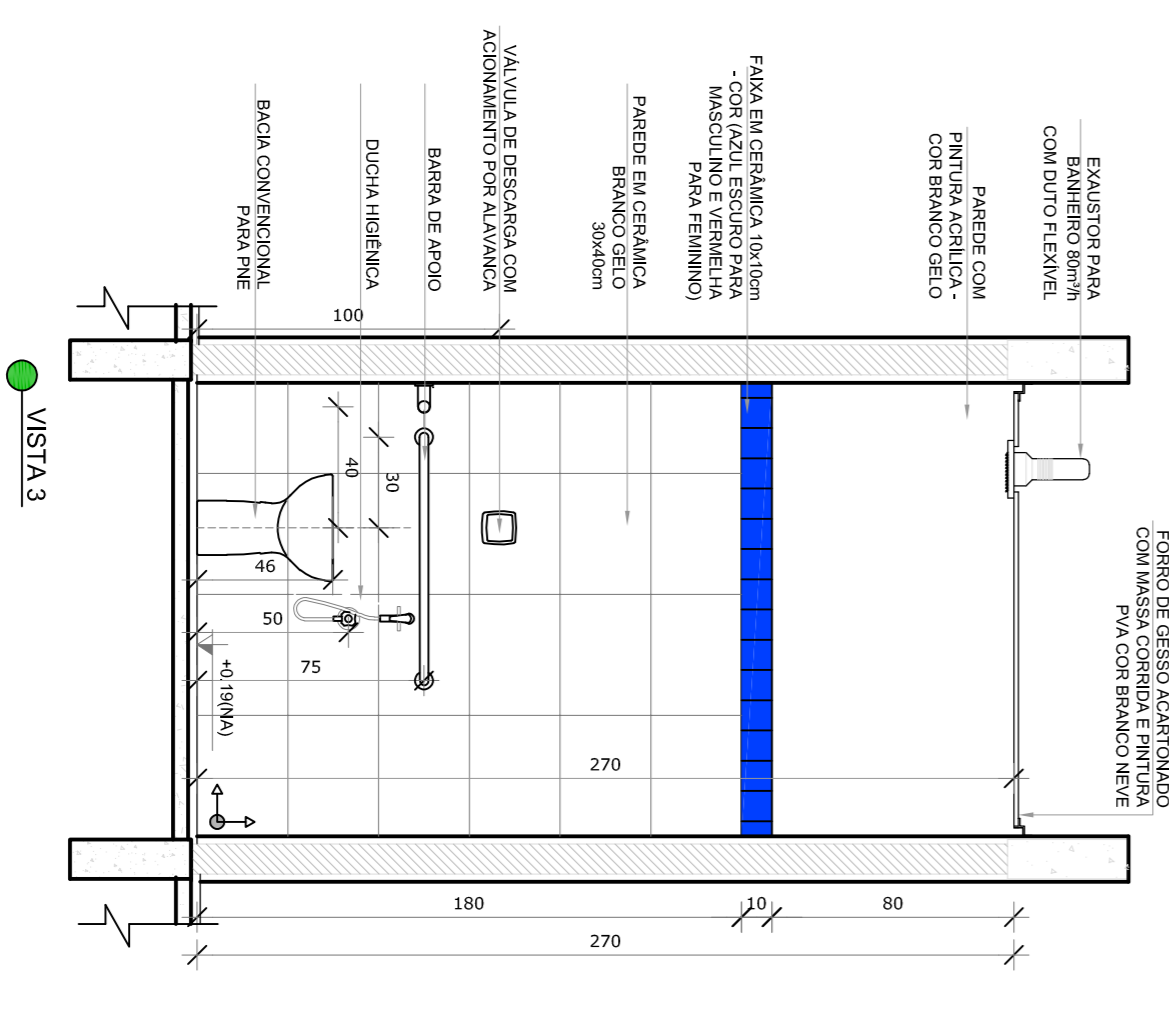 FORRO DE GESSO ACARTONADO
COM MASSA CORRIDA E PINTURA
PVA COR BRANCO NEVE
EXAUSTOR PARA
BANHEIRO 80m³/h
COM DUTO FLEXÍVEL
PAREDE COM
PINTURA ACRÍLICA -
COR BRANCO GELO
FAIXA EM CERÂMICA 10x10cm
- COR (AZUL ESCURO PARA
MASCULINO E VERMELHA
PARA FEMININO)
PAREDE EM CERÂMICA
BRANCO GELO
30x40cm
VÁLVULA DE DESCARGA COM
ACIONAMENTO POR ALAVANCA
BARRA DE APOIO
DUCHA HIGIÊNICA
BACIA CONVENCIONAL
PARA PNE
100
40
30
46
50
75
+0.19(NA)
270
80
10
180
270
VISTA 3